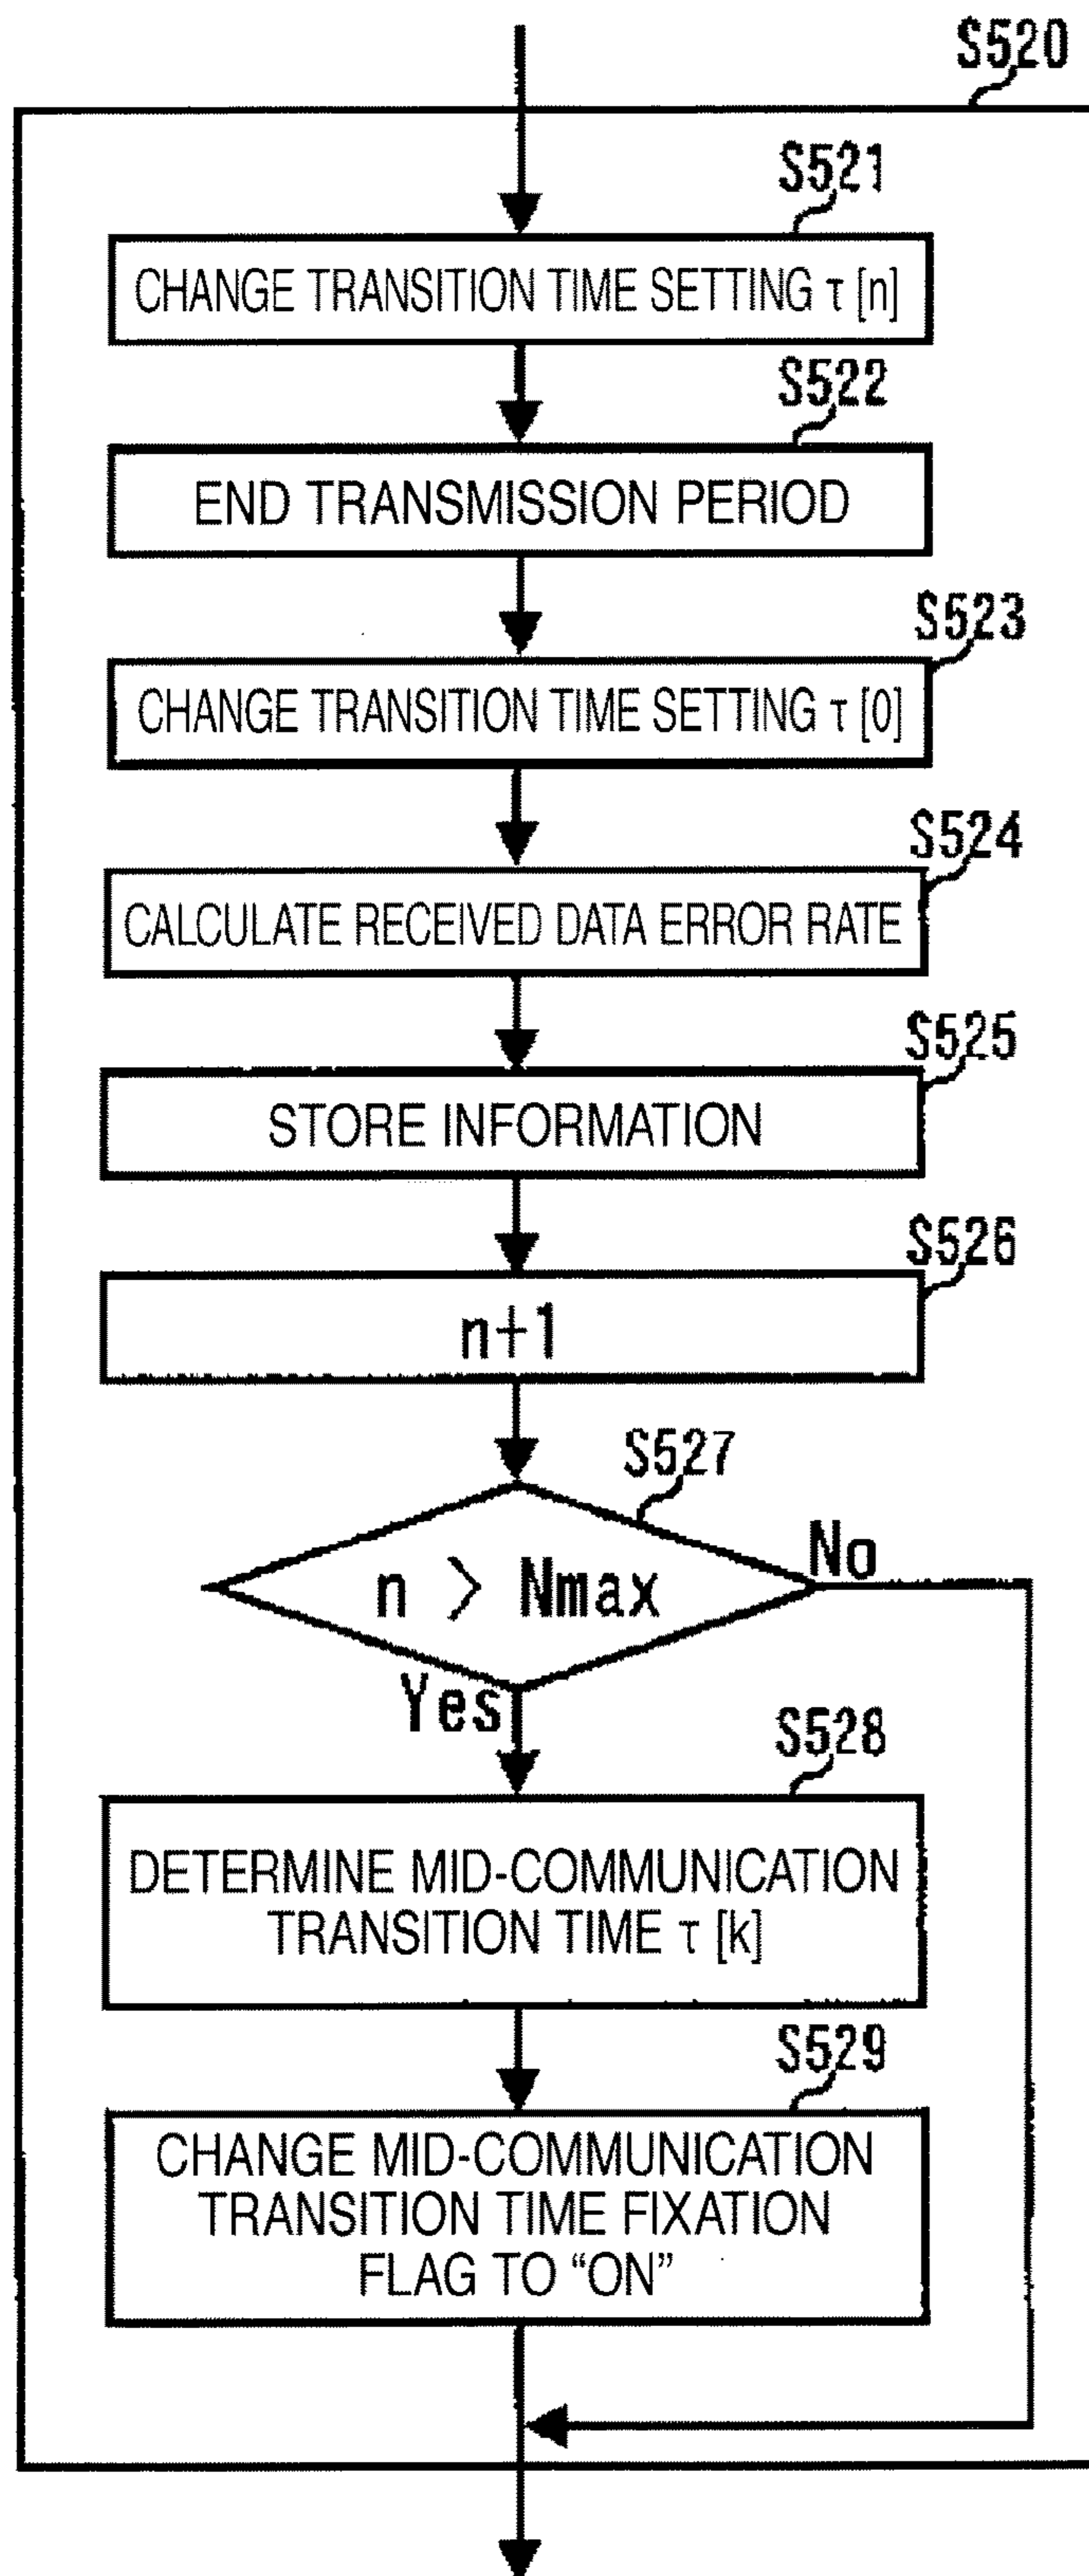 S520
S521
CHANGE TRANSITION TIME SETTING τ [n]
S522
END TRANSMISSION PERIOD
S523
CHANGE TRANSITION TIME SETTING τ [0]
S524
CALCULATE RECEIVED DATA ERROR RATE
S525
STORE INFORMATION
S526
n+1
S527
n > Nmax
No
Yes
S528
DETERMINE MID-COMMUNICATION
TRANSITION TIME τ [k]
S529
CHANGE MID-COMMUNICATION
TRANSITION TIME FIXATION
FLAG TO “ON”